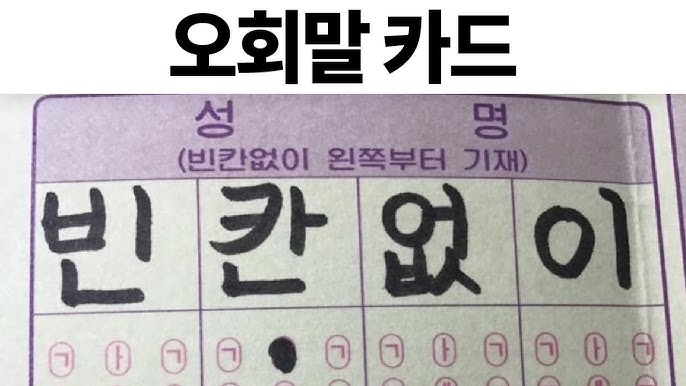 오회말 카드
성 명
(빈칸없이 왼쪽부터 기재)
빈 칸 없 이
ㄱ ㅏ ㄱ ㄱ ㄱ ㄱ ㅏ ㄱ ㄱ ㅏ ㄱ